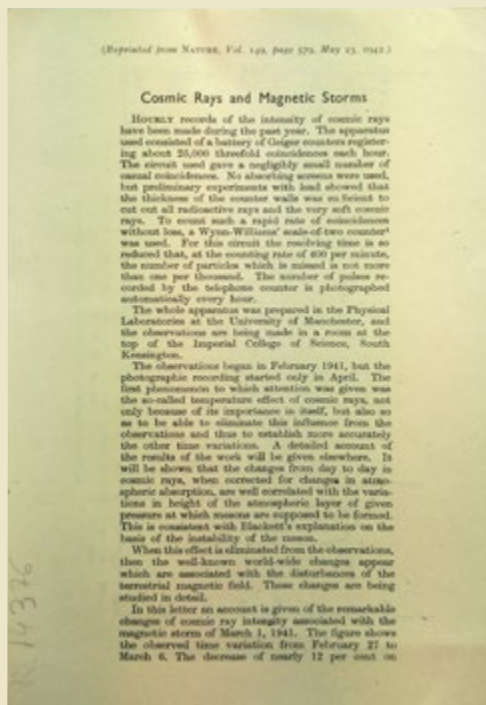 (Reprinted from NATURE, Vol. 149, page 579, May 23, 1942.)
Cosmic Rays and Magnetic Storms
HOURLY records of the intensity of cosmic rays
have been made during the past year. The apparatus
used consisted of a battery of Geiger counters register-
ing about 25,000 threefold coincidences each hour.
The circuit used gave a negligibly small number of
casual coincidences. No absorbing screens were used,
but preliminary experiments with lead showed that
the thickness of the counter walls was sufficient to
cut out all radioactive rays and the very soft cosmic
rays. To count such a rapid rate of coincidences
without loss, a Wynn-Williams' scale-of-two counter¹
was used. For this circuit the resolving time is so
reduced that, at the counting rate of 400 per minute,
the number of particles which is missed is not more
than one per thousand. The number of pulses re-
corded by the telephone counter is photographed
automatically every hour.
The whole apparatus was prepared in the Physical
Laboratories at the University of Manchester, and
the observations are being made in a room at the
top of the Imperial College of Science, South
Kensington.
The observations began in February 1941, but the
photographic recording started only in April. The
first phenomenon to which attention was given was
the so-called temperature effect of cosmic rays, not
only because of its importance in itself, but also so
as to be able to eliminate this influence from the
observations and thus to establish more accurately
the other time variations. A detailed account of
the results of the work will be given elsewhere. It
will be shown that the changes from day to day in
cosmic rays, when corrected for changes in atmo-
spheric absorption, are well correlated with the varia-
tions in height of the atmospheric layer of given
pressure at which mesons are supposed to be formed.
This is consistent with Blackett's explanation on the
basis of the instability of the meson.
When this effect is eliminated from the observations,
then the well-known world-wide changes appear
which are associated with the disturbances of the
terrestrial magnetic field. These changes are being
studied in detail.
In this letter an account is given of the remarkable
changes of cosmic ray intensity associated with the
magnetic storm of March 1, 1941. The figure shows
the observed time variation from February 27 to
March 6. The decrease of nearly 12 per cent on